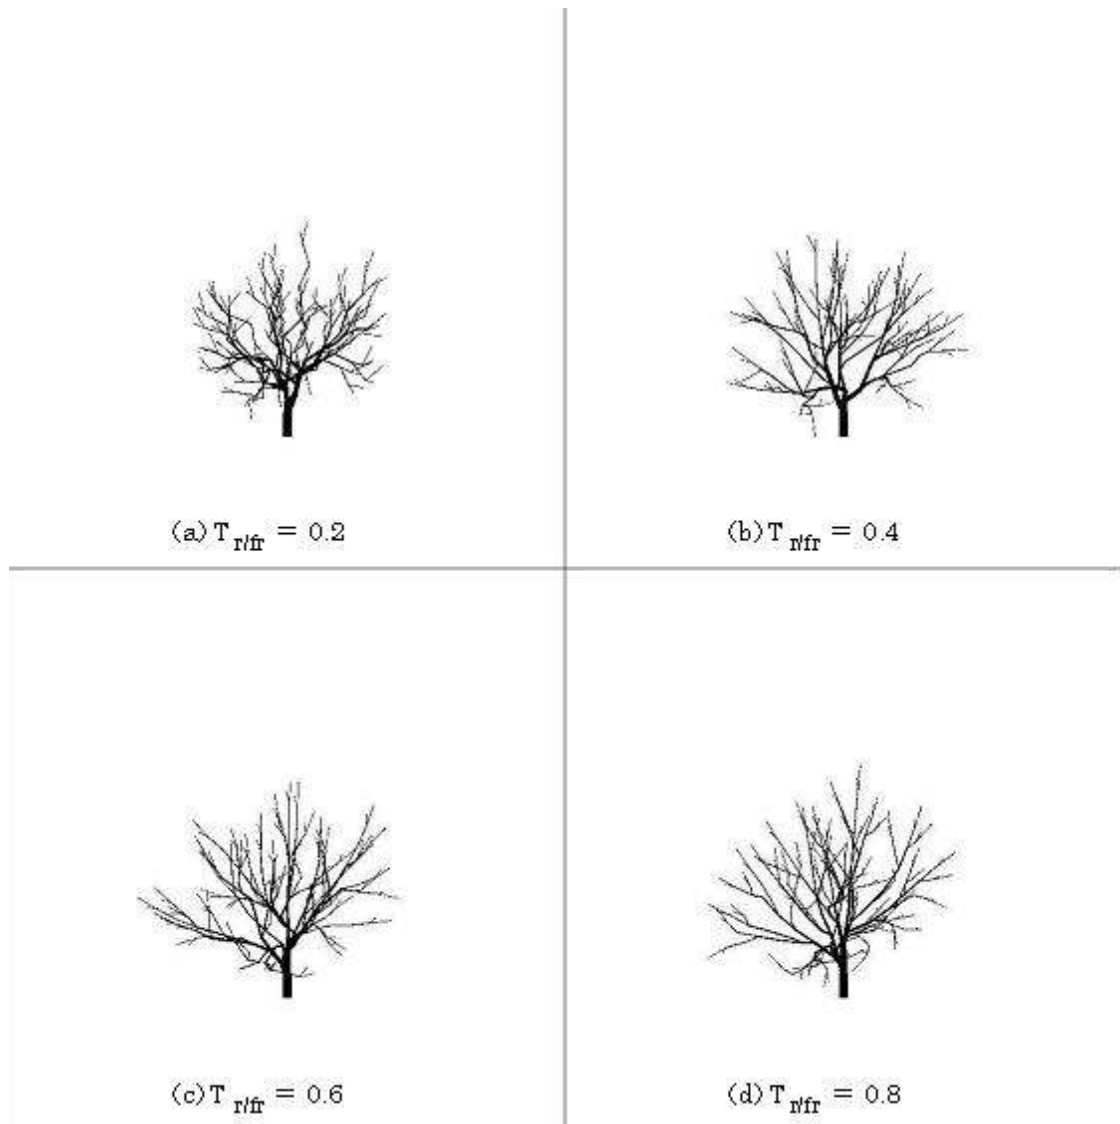 (a) T r/fr = 0.2
(b) T r/fr = 0.4
(c) T r/fr = 0.6
(d) T r/fr = 0.8